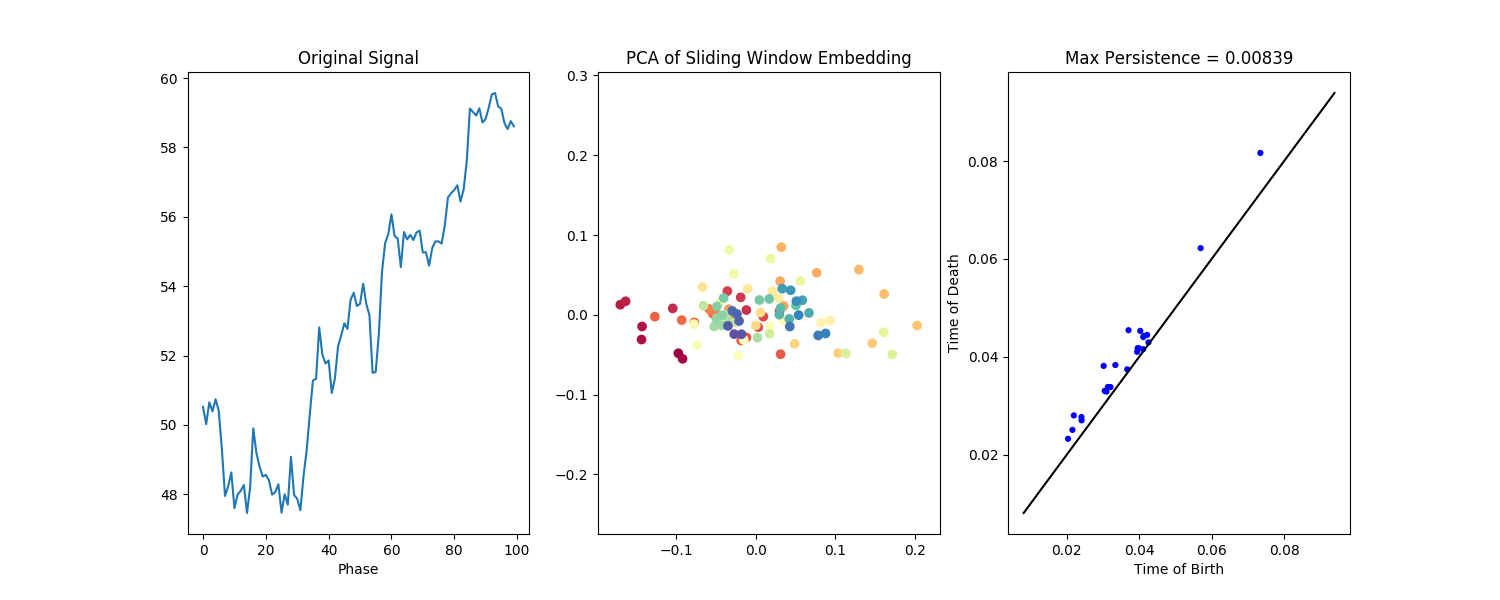 Original Signal
60
58
56
54
52
50
48
0 20 40 60 80 100
Phase
PCA of Sliding Window Embedding
0.3
0.2
0.1
0.0
−0.1
−0.2
−0.1 0.0 0.1 0.2
Max Persistence = 0.00839
Time of Death
0.08
0.06
0.04
0.02
0.02 0.04 0.06 0.08
Time of Birth